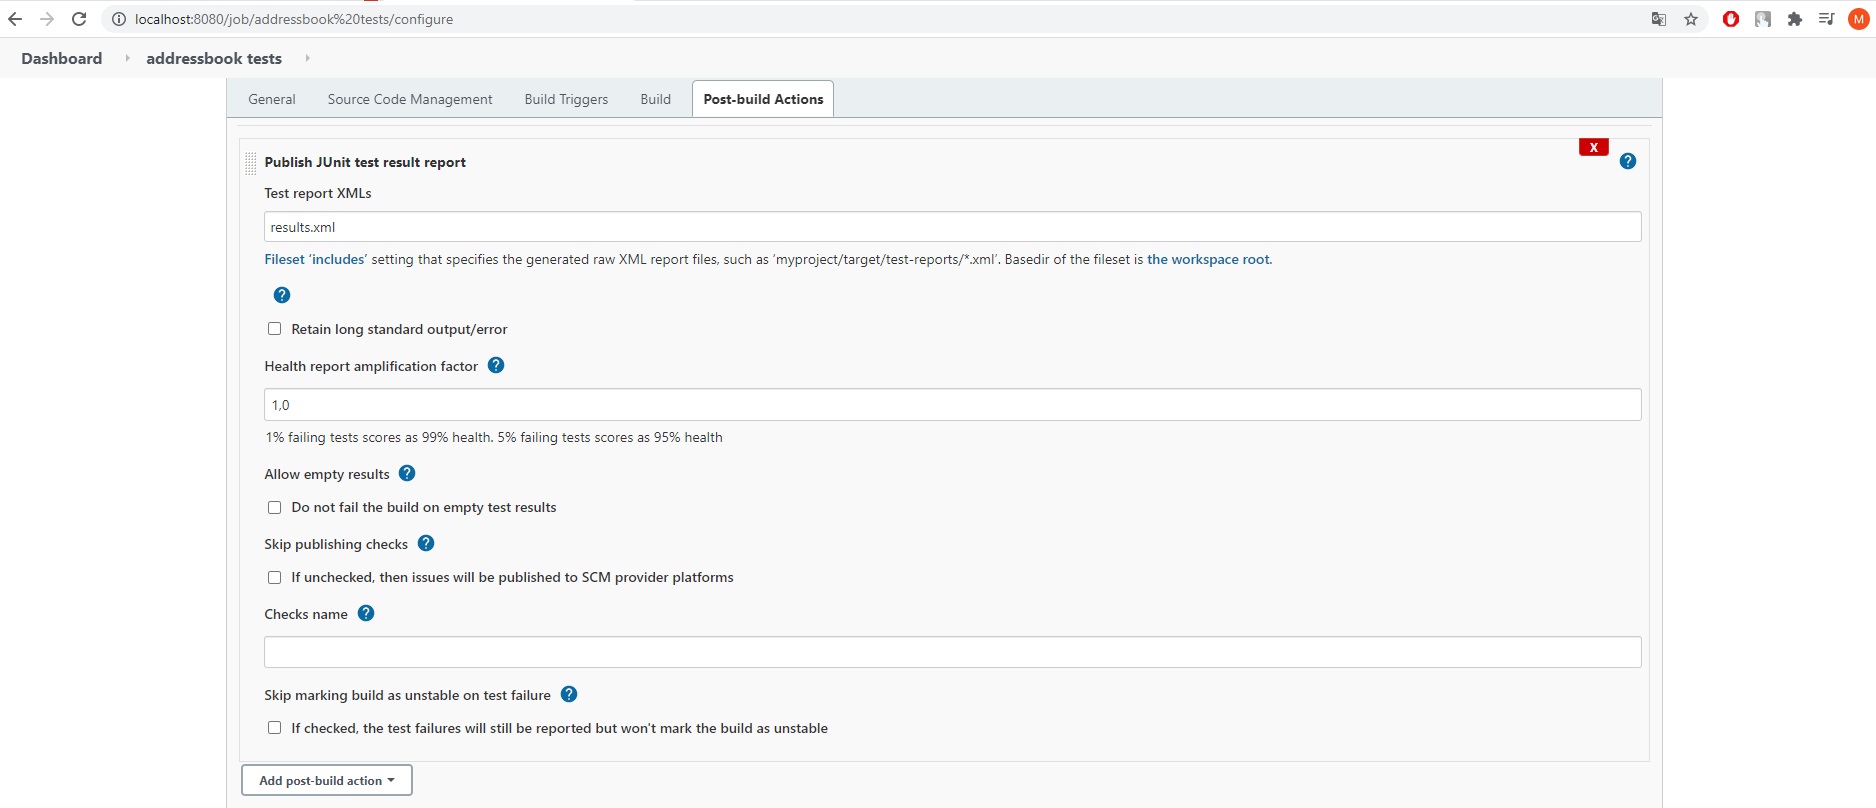 localhost:8080/job/addressbook%20tests/configure
M
Dashboard addressbook tests
General Source Code Management Build Triggers Build Post-build Actions
X
Publish JUnit test result report ?
Test report XMLs
results.xml
Fileset ‘includes’ setting that specifies the generated raw XML report files, such as ‘myproject/target/test-reports/*.xml’. Basedir of the fileset is the workspace root.
?
Retain long standard output/error
Health report amplification factor ?
1,0
1% failing tests scores as 99% health. 5% failing tests scores as 95% health
Allow empty results ?
Do not fail the build on empty test results
Skip publishing checks ?
If unchecked, then issues will be published to SCM provider platforms
Checks name ?
Skip marking build as unstable on test failure ?
If checked, the test failures will still be reported but won't mark the build as unstable
Add post-build action